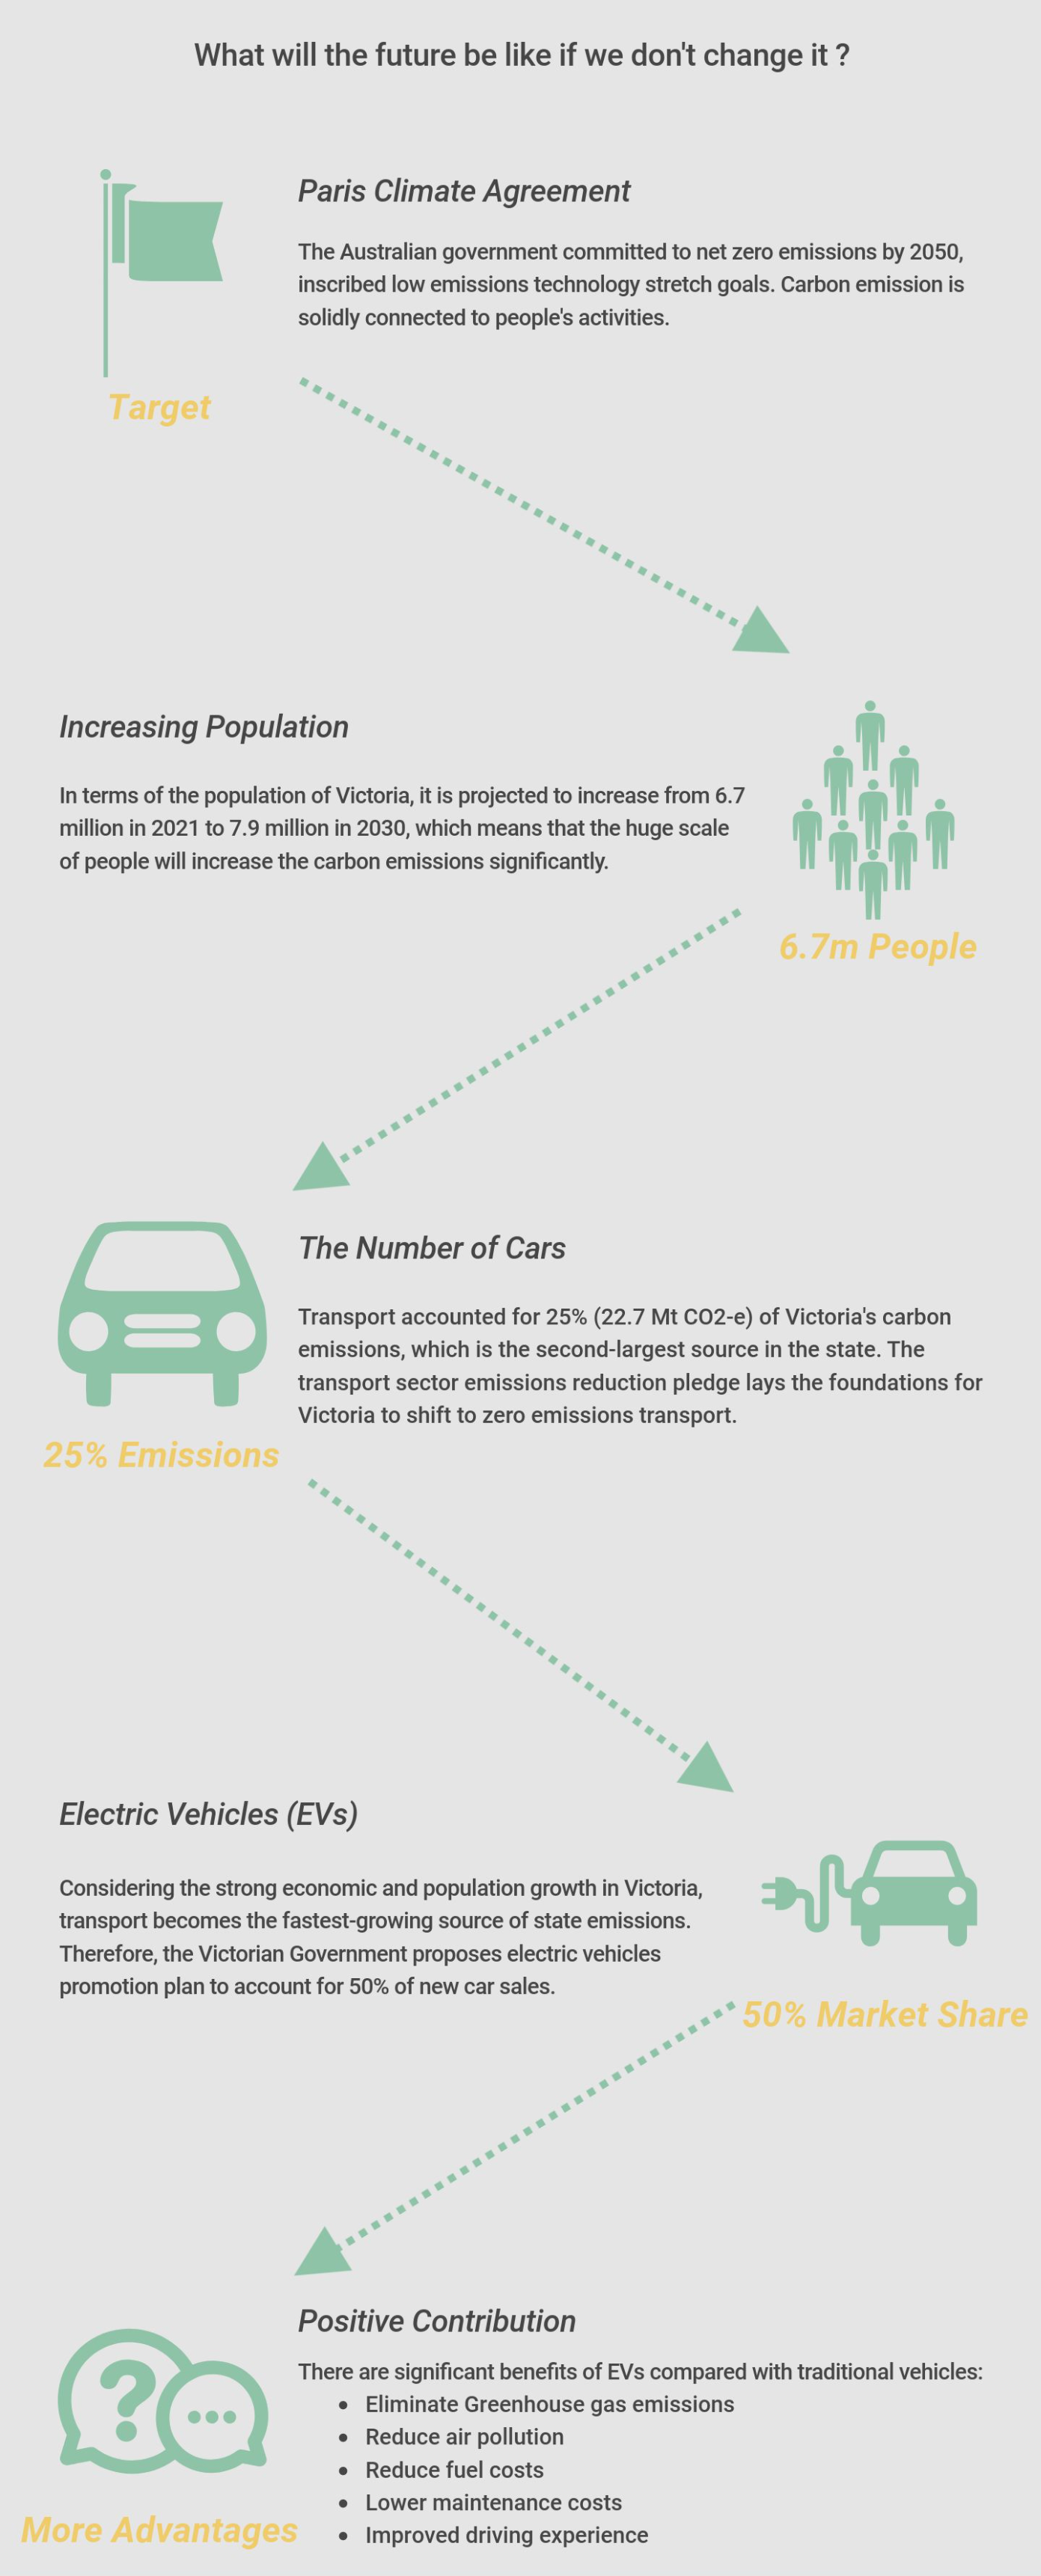 What will the future be like if we don't change it ?
Paris Climate Agreement
The Australian government committed to net zero emissions by 2050,
inscribed low emissions technology stretch goals. Carbon emission is
solidly connected to people's activities.
Target
Increasing Population
In terms of the population of Victoria, it is projected to increase from 6.7
million in 2021 to 7.9 million in 2030, which means that the huge scale
of people will increase the carbon emissions significantly.
6.7m People
The Number of Cars
Transport accounted for 25% (22.7 Mt CO2-e) of Victoria's carbon
emissions, which is the second-largest source in the state. The
transport sector emissions reduction pledge lays the foundations for
Victoria to shift to zero emissions transport.
25% Emissions
Electric Vehicles (EVs)
Considering the strong economic and population growth in Victoria,
transport becomes the fastest-growing source of state emissions.
Therefore, the Victorian Government proposes electric vehicles
promotion plan to account for 50% of new car sales.
50% Market Share
Positive Contribution
There are significant benefits of EVs compared with traditional vehicles:
• Eliminate Greenhouse gas emissions
• Reduce air pollution
• Reduce fuel costs
• Lower maintenance costs
• Improved driving experience
More Advantages